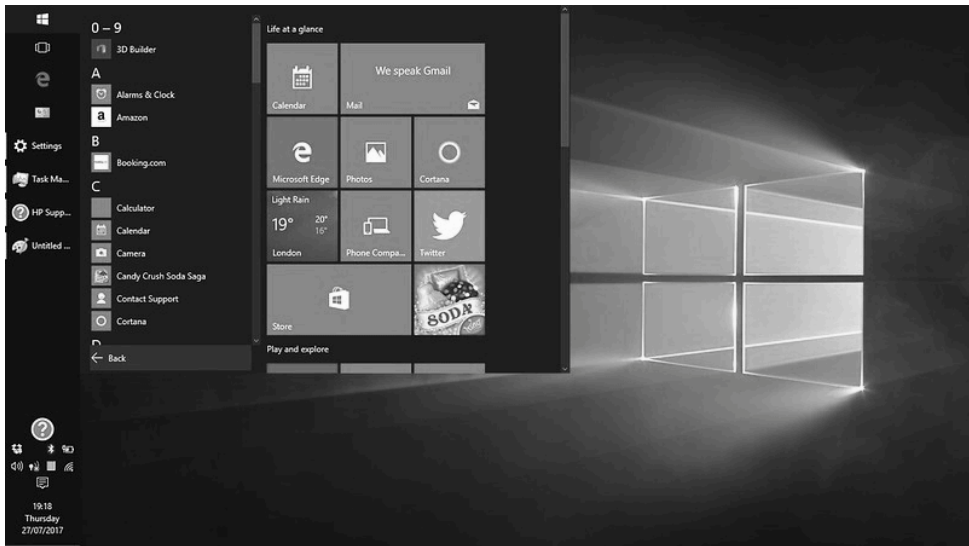 Settings
Task Ma...
HP Supp...
Untitled ...
19:18
Thursday
27/07/2017
0 – 9
3D Builder
A
Alarms & Clock
a
Amazon
B
Booking.com
C
Calculator
Calendar
Camera
Candy Crush Soda Saga
Contact Support
Cortana
D
Back
Life at a glance
Calendar
We speak Gmail
Mail
Microsoft Edge
Photos
Cortana
Light Rain
19° 20°
16°
London
Phone Compa...
Twitter
Store
SODA
Play and explore